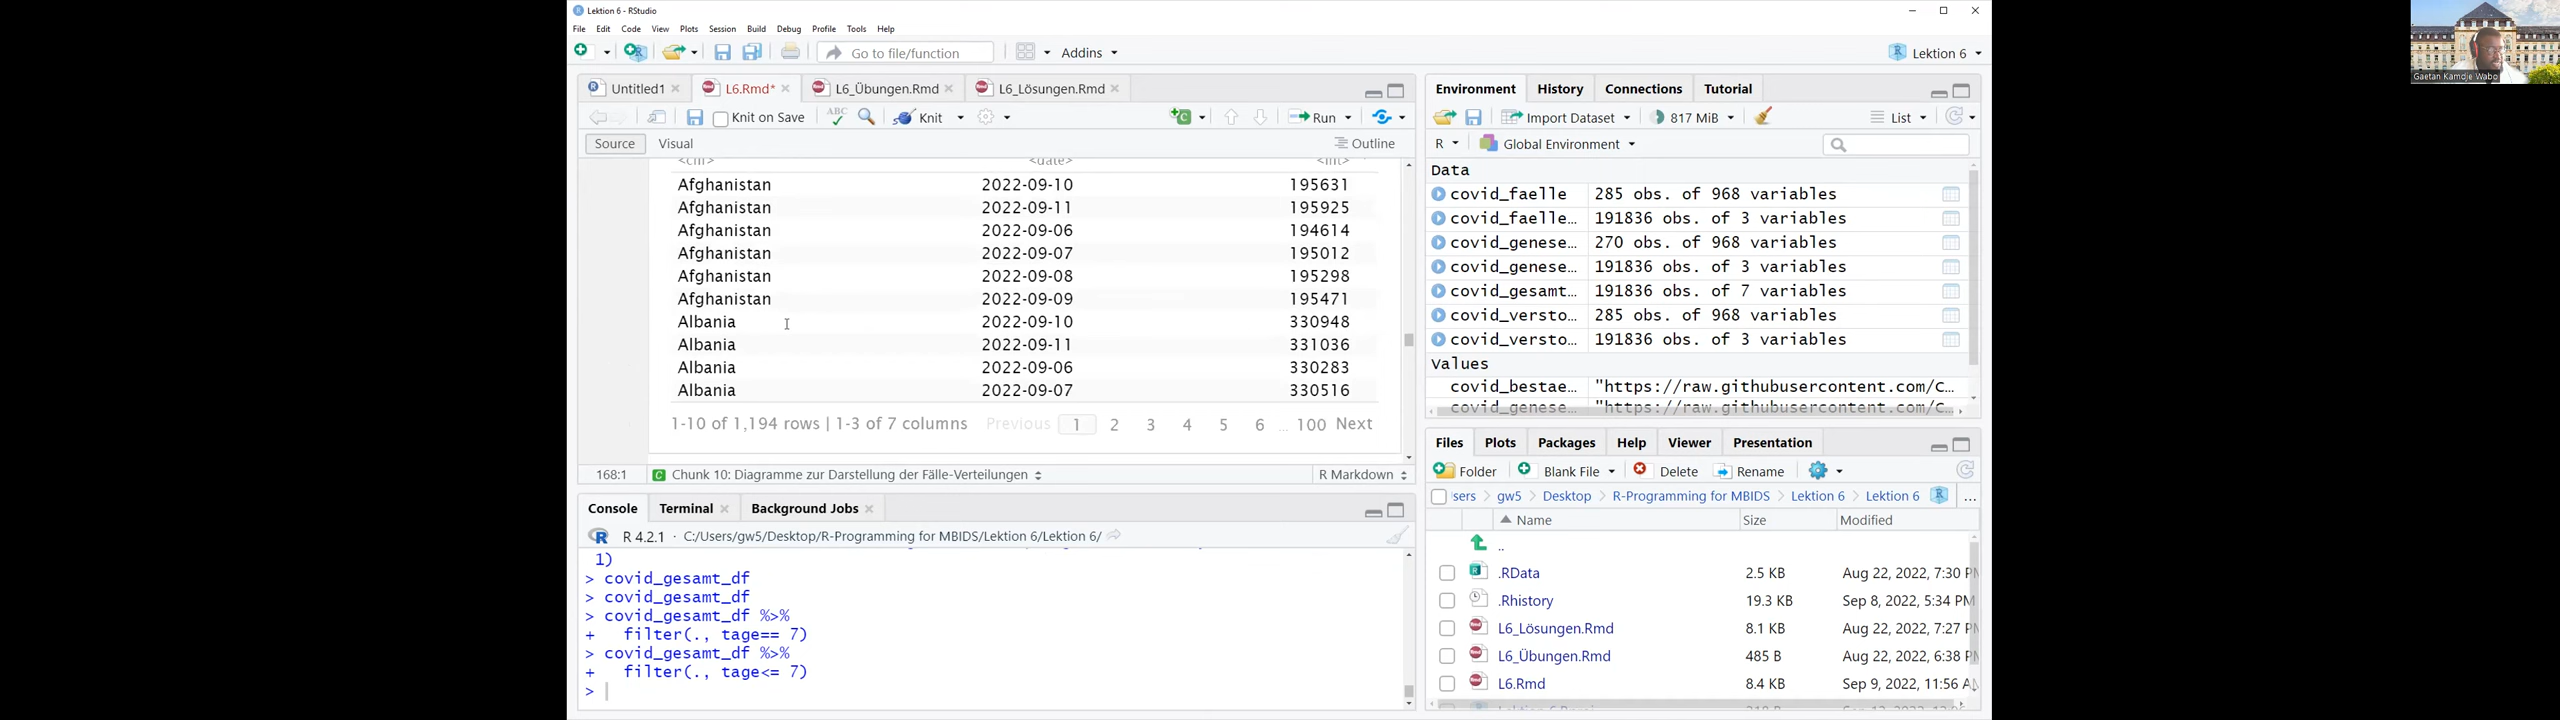 Lektion 6 - RStudio
File Edit Code View Plots Session Build Debug Profile Tools Help
Go to file/function Addins Lektion 6
Untitled1 L6.Rmd* L6_Übungen.Rmd L6_Lösungen.Rmd
Knit on Save ABC Knit Run
Source Visual Outline
<chr> <date> <int>
Afghanistan 2022-09-10 195631
Afghanistan 2022-09-11 195925
Afghanistan 2022-09-06 194614
Afghanistan 2022-09-07 195012
Afghanistan 2022-09-08 195298
Afghanistan 2022-09-09 195471
Albania 2022-09-10 330948
Albania 2022-09-11 331036
Albania 2022-09-06 330283
Albania 2022-09-07 330516
1-10 of 1,194 rows | 1-3 of 7 columns Previous 1 2 3 4 5 6 ... 100 Next
168:1 Chunk 10: Diagramme zur Darstellung der Fälle-Verteilungen R Markdown
Console Terminal Background Jobs
R 4.2.1 · C:/Users/gw5/Desktop/R-Programming for MBIDS/Lektion 6/Lektion 6/
1)
> covid_gesamt_df
> covid_gesamt_df
> covid_gesamt_df %>%
+ filter(., tage== 7)
> covid_gesamt_df %>%
+ filter(., tage<= 7)
>
Environment History Connections Tutorial
Import Dataset 817 MiB List
R Global Environment
Data
covid_faelle 285 obs. of 968 variables
covid_faelle… 191836 obs. of 3 variables
covid_genese… 270 obs. of 968 variables
covid_genese… 191836 obs. of 3 variables
covid_gesamt… 191836 obs. of 7 variables
covid_versto… 285 obs. of 968 variables
covid_versto… 191836 obs. of 3 variables
Values
covid_bestae… "https://raw.githubusercontent.com/C…
covid_genese… "https://raw.githubusercontent.com/C…
Files Plots Packages Help Viewer Presentation
Folder Blank File Delete Rename
sers gw5 Desktop R-Programming for MBIDS Lektion 6 Lektion 6 ...
Name Size Modified
..
.RData 2.5 KB Aug 22, 2022, 7:30 PM
.Rhistory 19.3 KB Sep 8, 2022, 5:34 PM
L6_Lösungen.Rmd 8.1 KB Aug 22, 2022, 7:27 PM
L6_Übungen.Rmd 485 B Aug 22, 2022, 6:38 PM
L6.Rmd 8.4 KB Sep 9, 2022, 11:56 A
Gaetan Kamdje Wabo